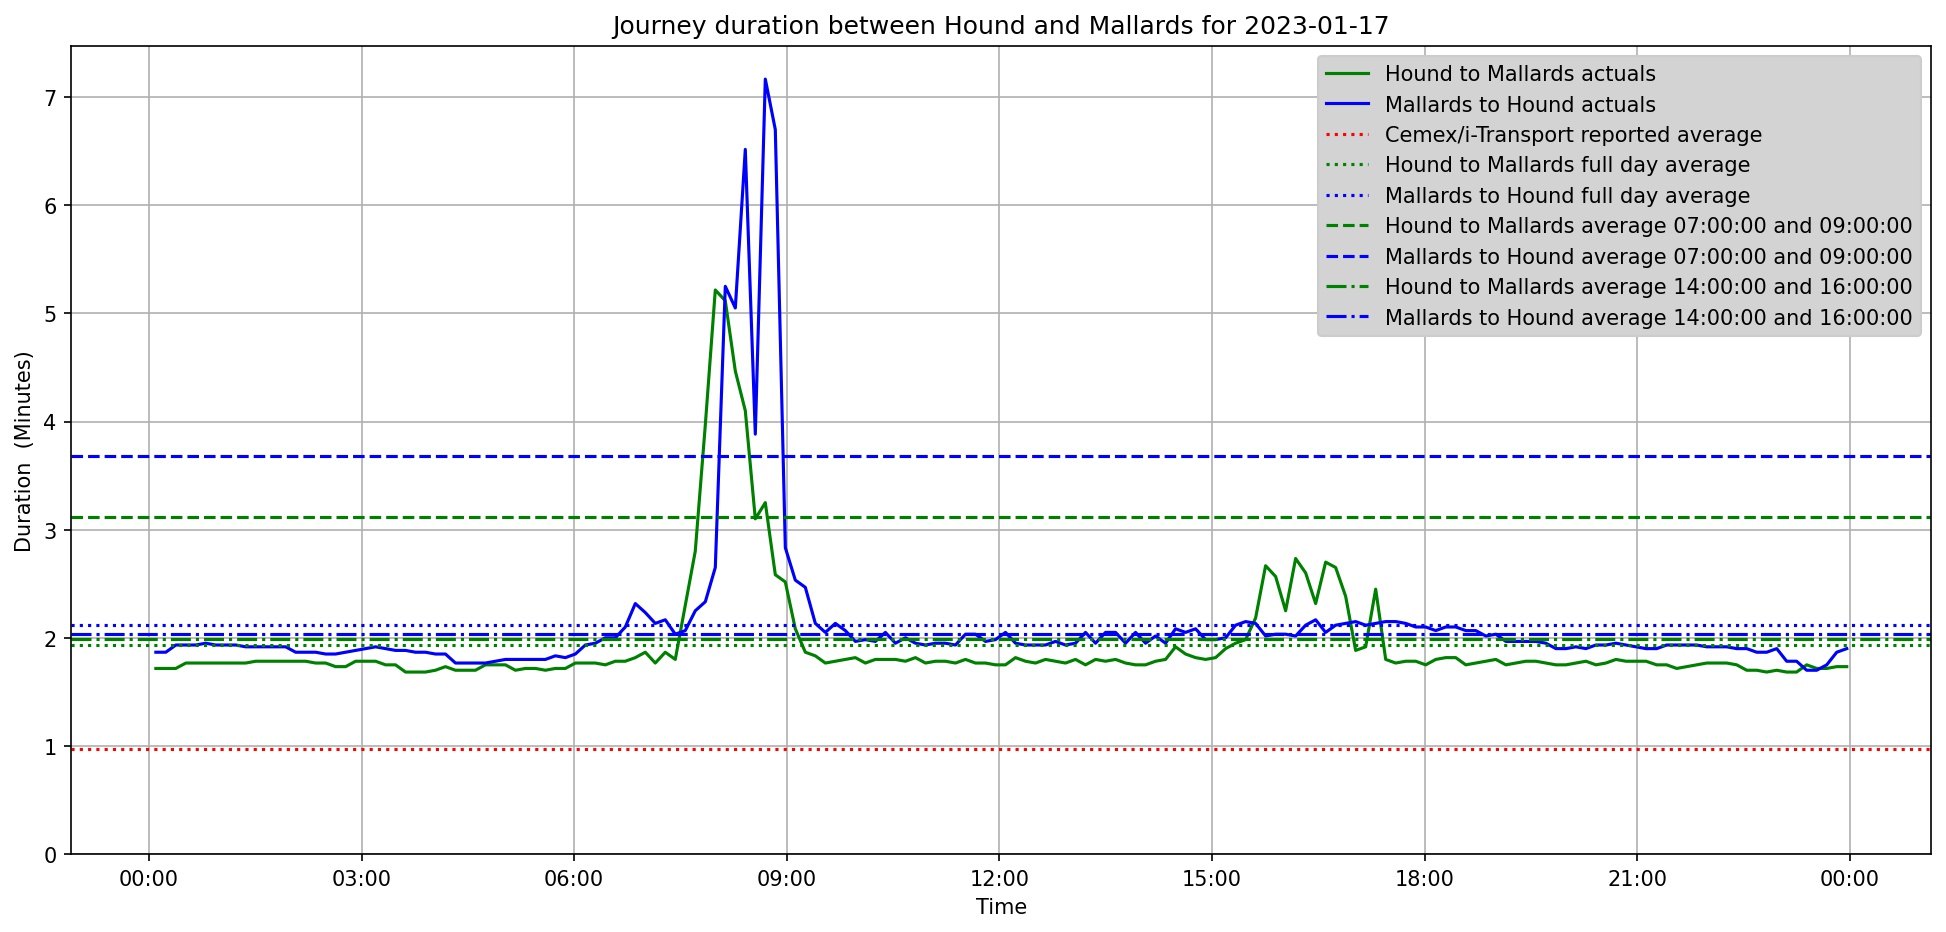 Journey duration between Hound and Mallards for 2023-01-17
Hound to Mallards actuals
Mallards to Hound actuals
Cemex/i-Transport reported average
Hound to Mallards full day average
Mallards to Hound full day average
Hound to Mallards average 07:00:00 and 09:00:00
Mallards to Hound average 07:00:00 and 09:00:00
Hound to Mallards average 14:00:00 and 16:00:00
Mallards to Hound average 14:00:00 and 16:00:00
Duration (Minutes)
7
6
5
4
3
2
1
0
00:00 03:00 06:00 09:00 12:00 15:00 18:00 21:00 00:00
Time